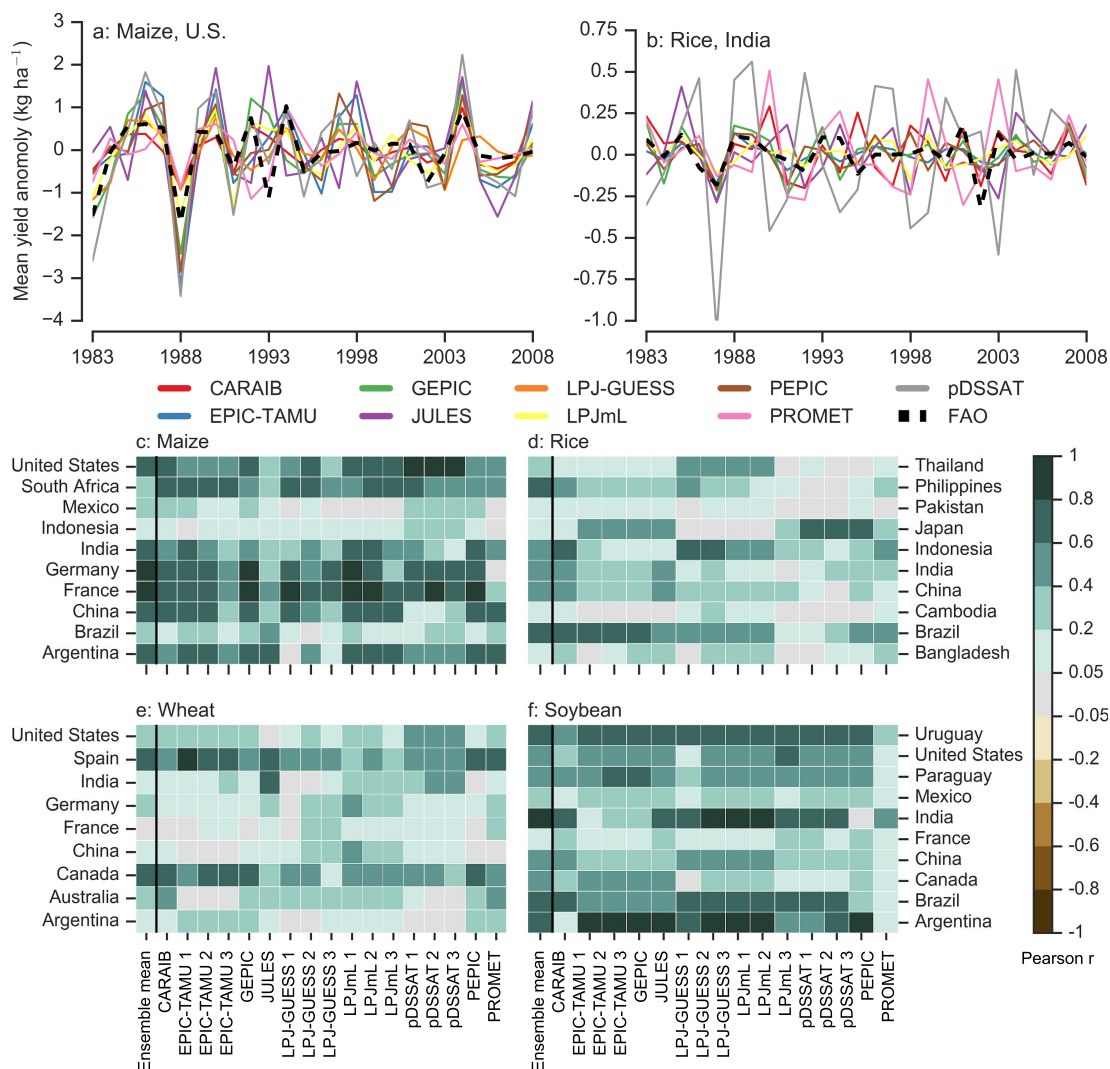 a: Maize, U.S.
b: Rice, India
Mean yield anomoly (kg ha⁻¹)
3
2
1
0
−1
−2
−3
−4
0.75
0.50
0.25
0.0
-0.25
-0.50
-0.75
-1.0
1983 1988 1993 1998 2003 2008
1983 1988 1993 1998 2003 2008
CARAIB GEPIC LPJ-GUESS PEPIC pDSSAT
EPIC-TAMU JULES LPJmL PROMET FAO
c: Maize
United States
South Africa
Mexico
Indonesia
India
Germany
France
China
Brazil
Argentina
d: Rice
Thailand
Philippines
Pakistan
Japan
Indonesia
India
China
Cambodia
Brazil
Bangladesh
e: Wheat
United States
Spain
India
Germany
France
China
Canada
Australia
Argentina
f: Soybean
Uruguay
United States
Paraguay
Mexico
India
France
China
Canada
Brazil
Argentina
1
0.8
0.6
0.4
0.2
0.05
-0.05
-0.2
-0.4
-0.6
-0.8
-1
Pearson r
Ensemble mean
CARAIB
EPIC-TAMU 1
EPIC-TAMU 2
EPIC-TAMU 3
GEPIC
JULES
LPJ-GUESS 1
LPJ-GUESS 2
LPJ-GUESS 3
LPJmL 1
LPJmL 2
LPJmL 3
pDSSAT 1
pDSSAT 2
pDSSAT 3
PEPIC
PROMET
Ensemble mean
CARAIB
EPIC-TAMU 1
EPIC-TAMU 2
EPIC-TAMU 3
GEPIC
JULES
LPJ-GUESS 1
LPJ-GUESS 2
LPJ-GUESS 3
LPJmL 1
LPJmL 2
LPJmL 3
pDSSAT 1
pDSSAT 2
pDSSAT 3
PEPIC
PROMET